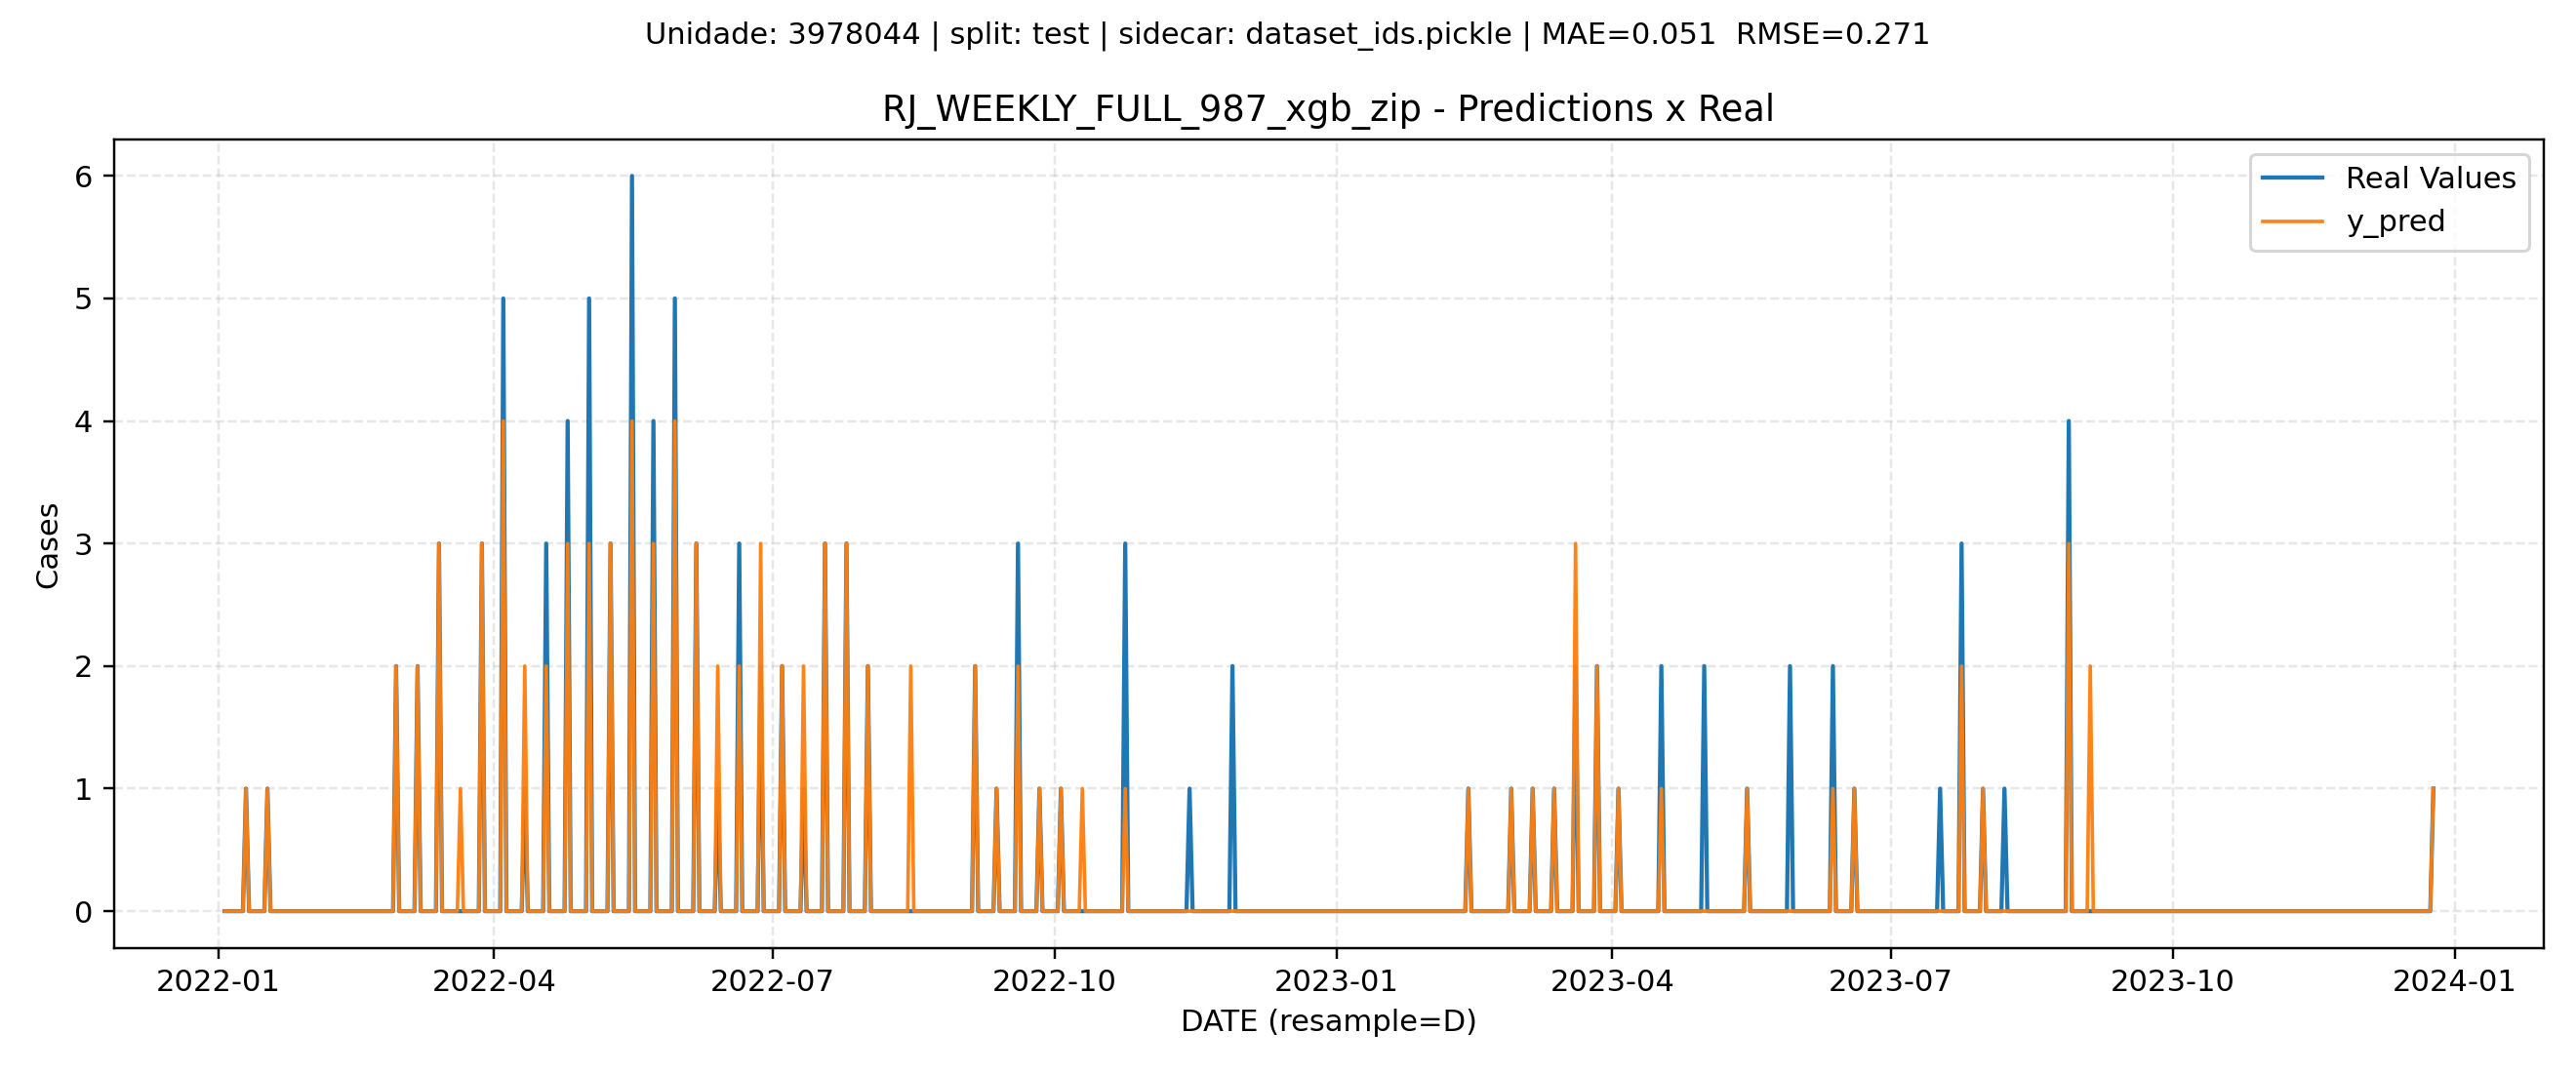 Unidade: 3978044 | split: test | sidecar: dataset_ids.pickle | MAE=0.051  RMSE=0.271
RJ_WEEKLY_FULL_987_xgb_zip - Predictions x Real
Real Values
y_pred
Cases
6
5
4
3
2
1
0
2022-01 2022-04 2022-07 2022-10 2023-01 2023-04 2023-07 2023-10 2024-01
DATE (resample=D)